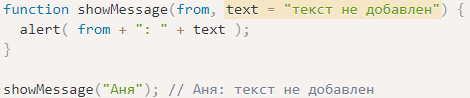 function showMessage(from, text = "текст не добавлен") {
  alert( from + ": " + text );
}

showMessage("Аня"); // Аня: текст не добавлен